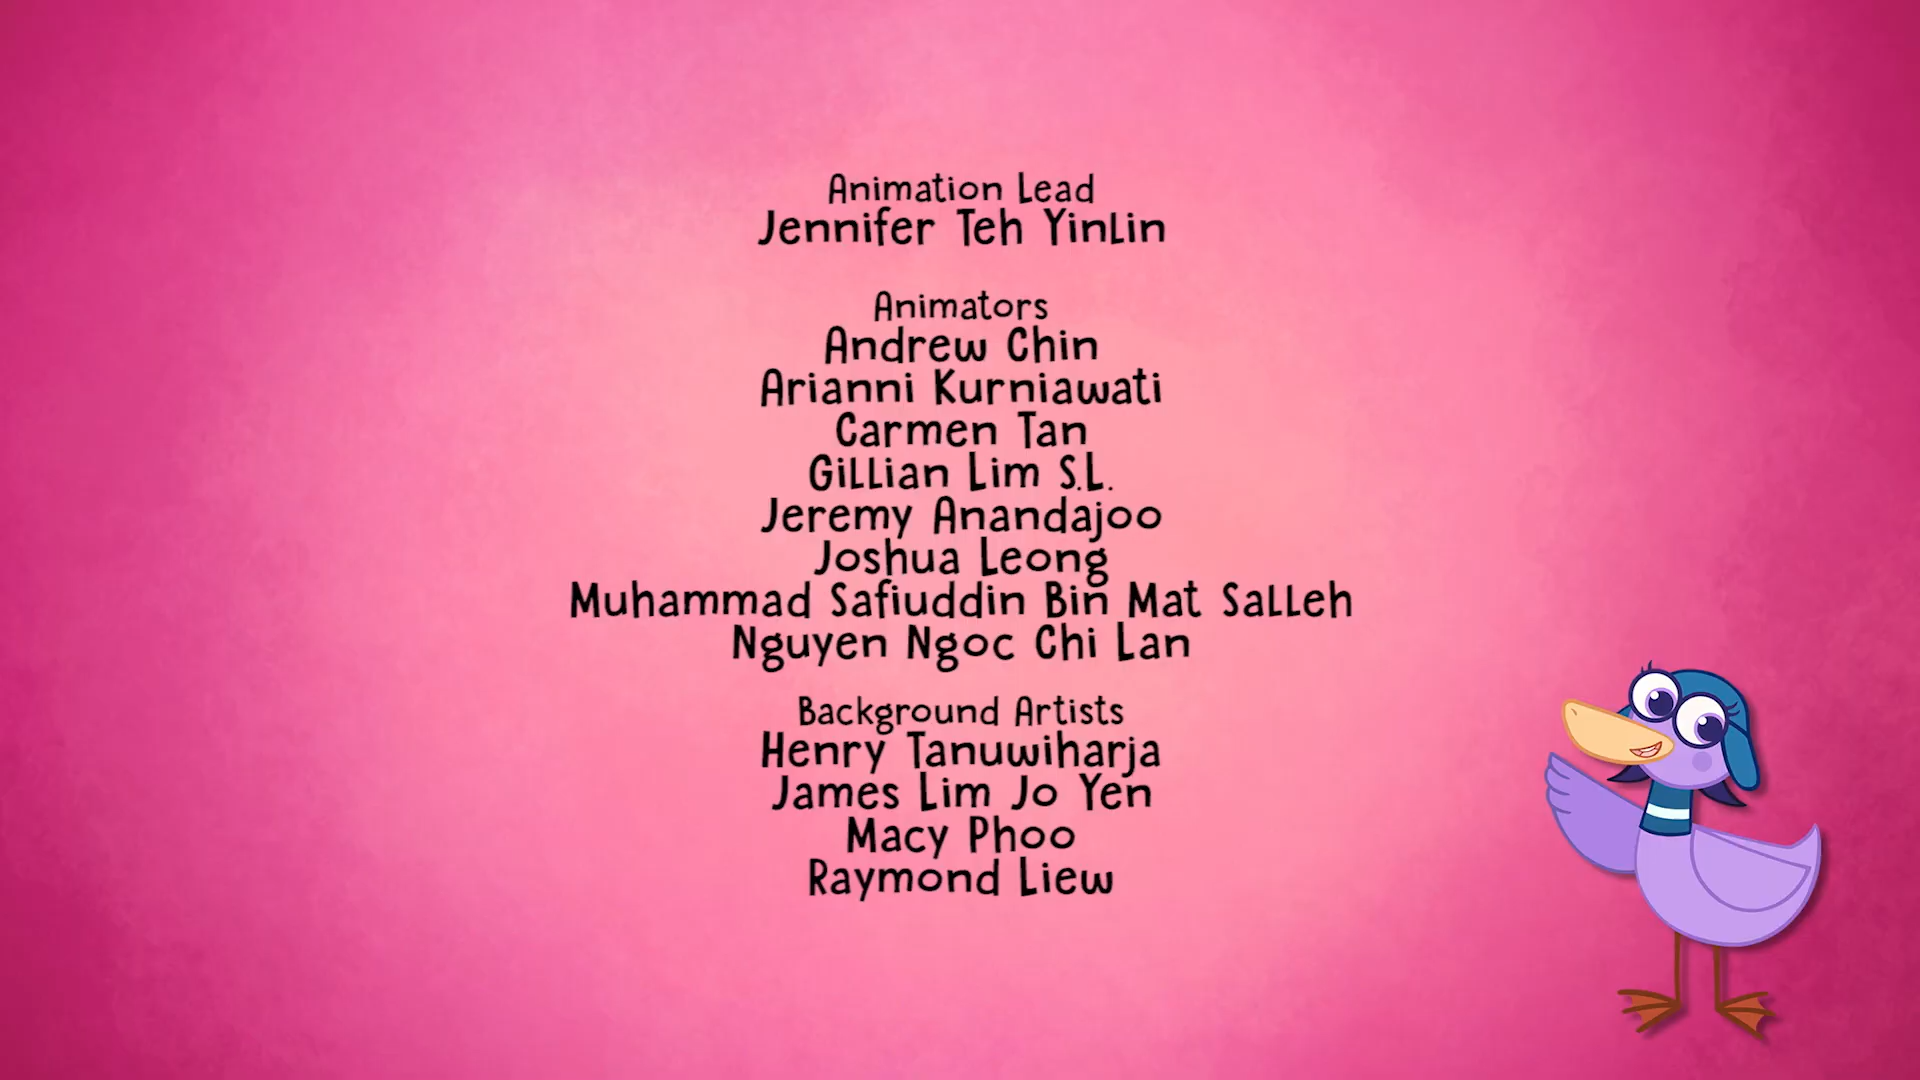 Animation Lead
Jennifer Teh Yinlin
Animators
Andrew Chin
Arianni Kurniawati
Carmen Tan
Gillian Lim S.L.
Jeremy Anandajoo
Joshua Leong
Muhammad Safiuddin Bin Mat Salleh
Nguyen Ngoc Chi Lan
Background Artists
Henry Tanuwiharja
James Lim Jo Yen
Macy Phoo
Raymond Liew